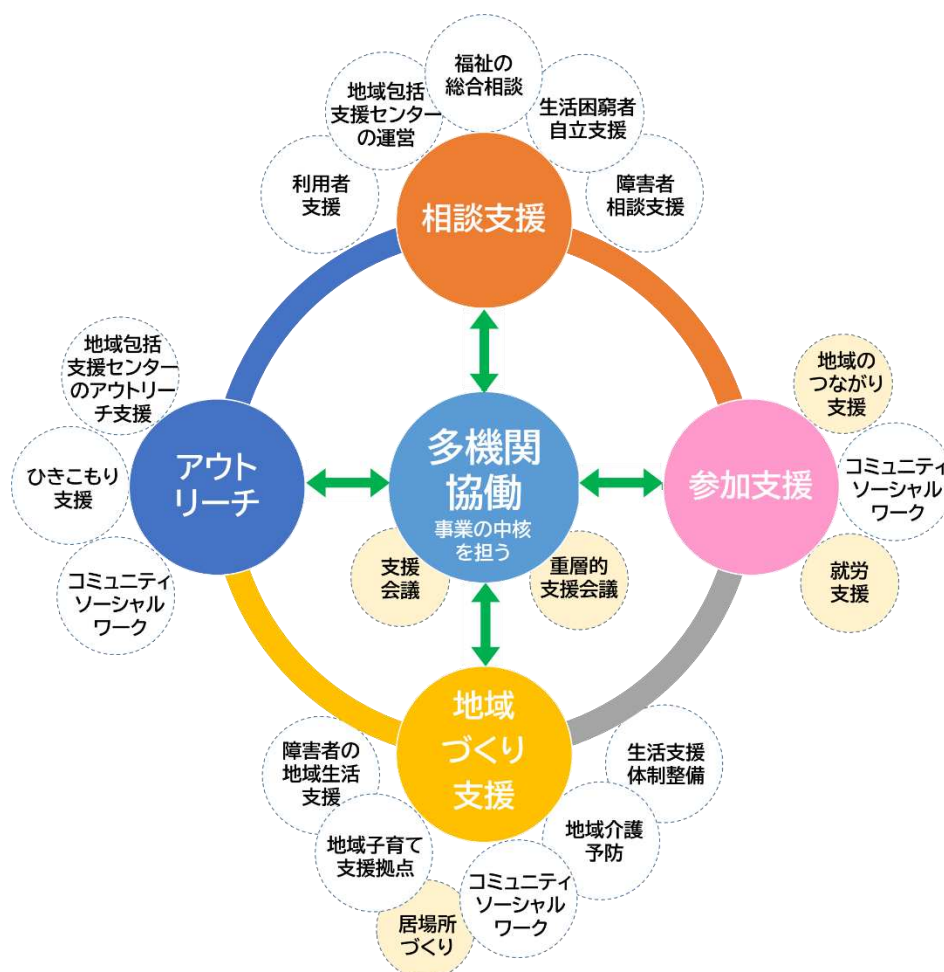 福祉の
総合相談
地域包括
支援センター
の運営
生活困窮者
自立支援
利用者
支援
障害者
相談支援
相談支援
地域包括
支援センター
のアウトリー
チ支援
地域の
つながり
支援
ひきこもり
支援
アウト
リーチ
多機関
協働
事業の中核
を担う
参加支援
コミュニティ
ソーシャル
ワーク
コミュニティ
ソーシャル
ワーク
支援
会議
重層的
支援会議
就労
支援
地域
づくり
支援
障害者の
地域生活
支援
生活支援
体制整備
地域子育て
支援拠点
地域介護
予防
居場所
づくり
コミュニティ
ソーシャル
ワーク